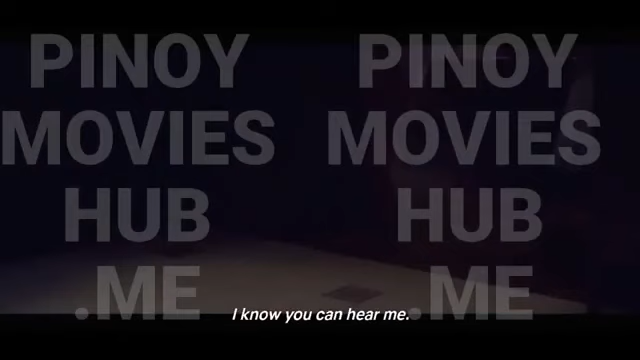 PINOY PINOY
MOVIES MOVIES
HUB HUB
.ME .ME
I know you can hear me.